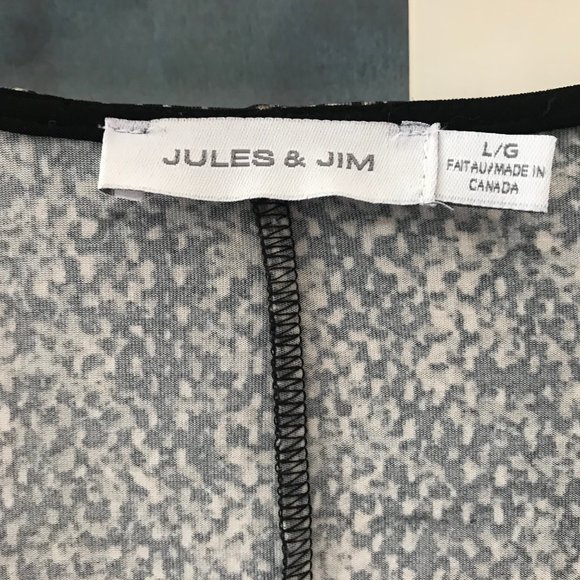 JULES & JIM
L/G
FAIT AU/MADE IN
CANADA